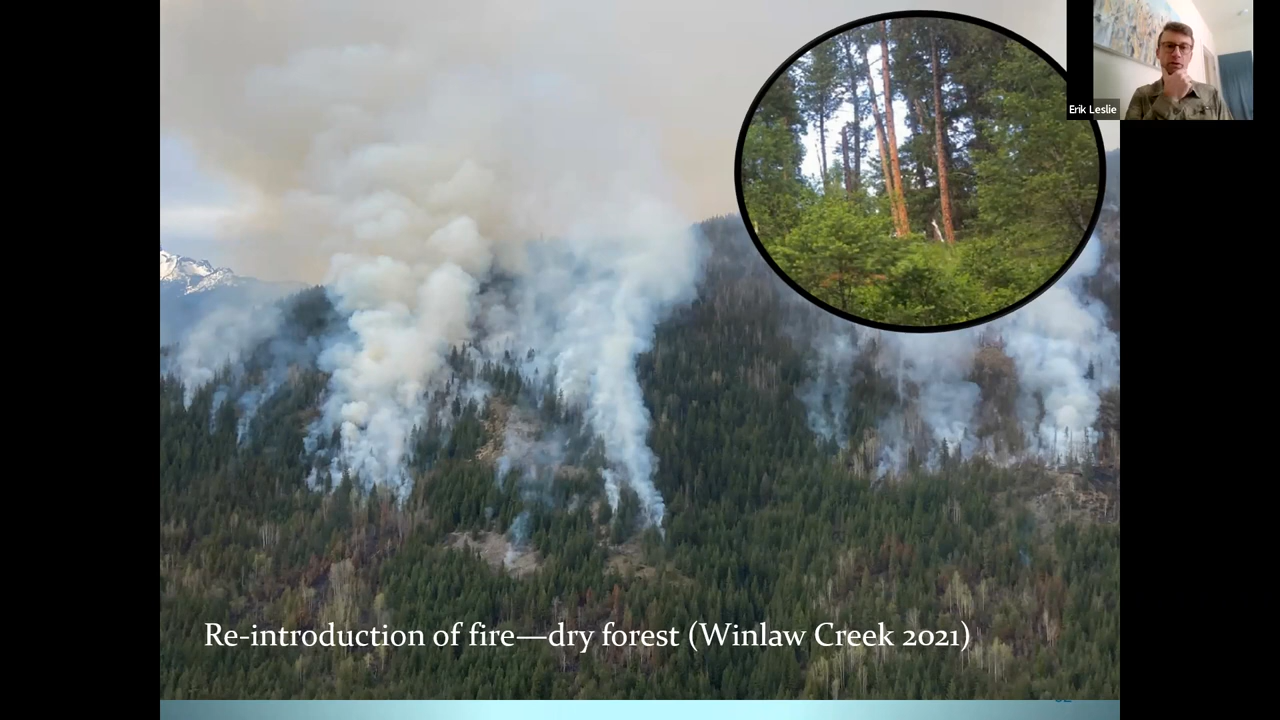 Erik Leslie
Re-introduction of fire—dry forest (Winlaw Creek 2021)